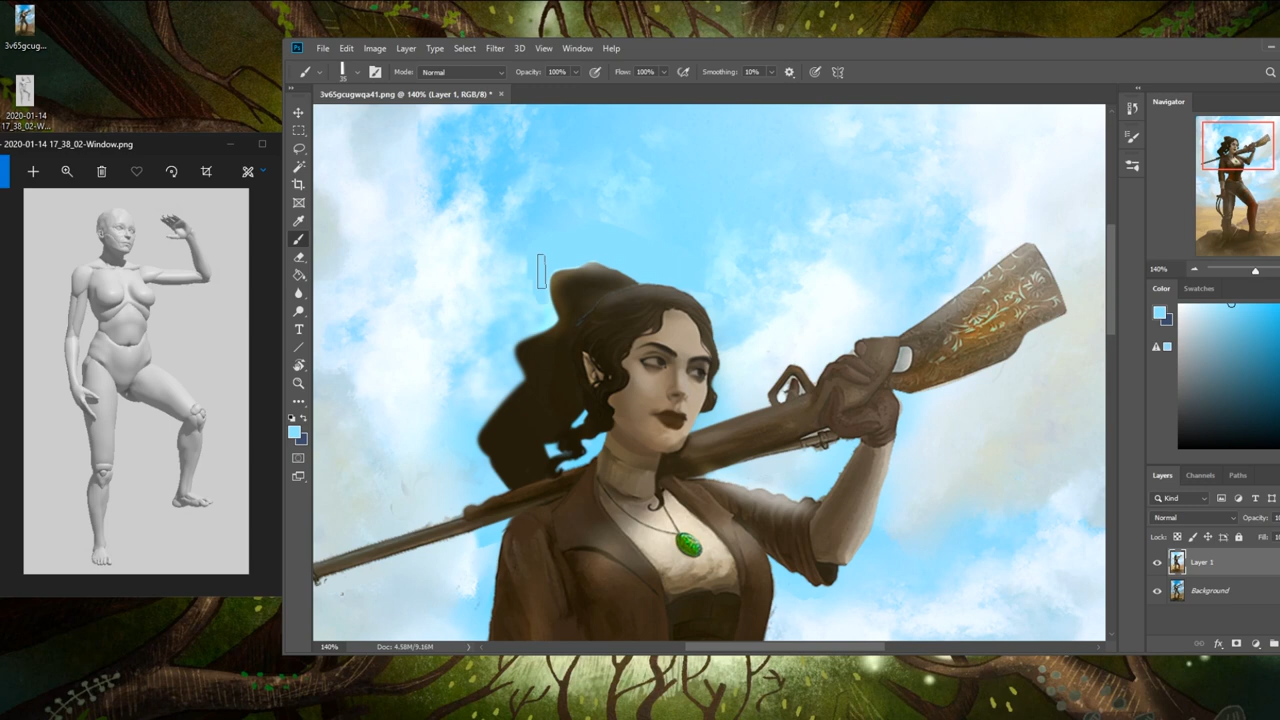 3v65gcug...
2020-01-14
17_38_02-W...
- 2020-01-14 17_38_02-Window.png
Ps File Edit Image Layer Type Select Filter 3D View Window Help
35 Mode: Normal Opacity: 100% Flow: 100% Smoothing: 10%
3v65gcugwqa41.png @ 140% (Layer 1, RGB/8) * ×
Navigator
140%
Color Swatches
Layers Channels Paths
Kind
Normal Opacity:
Lock: Fill:
Layer 1
Background
fx
140% Doc: 4.58M/9.16M